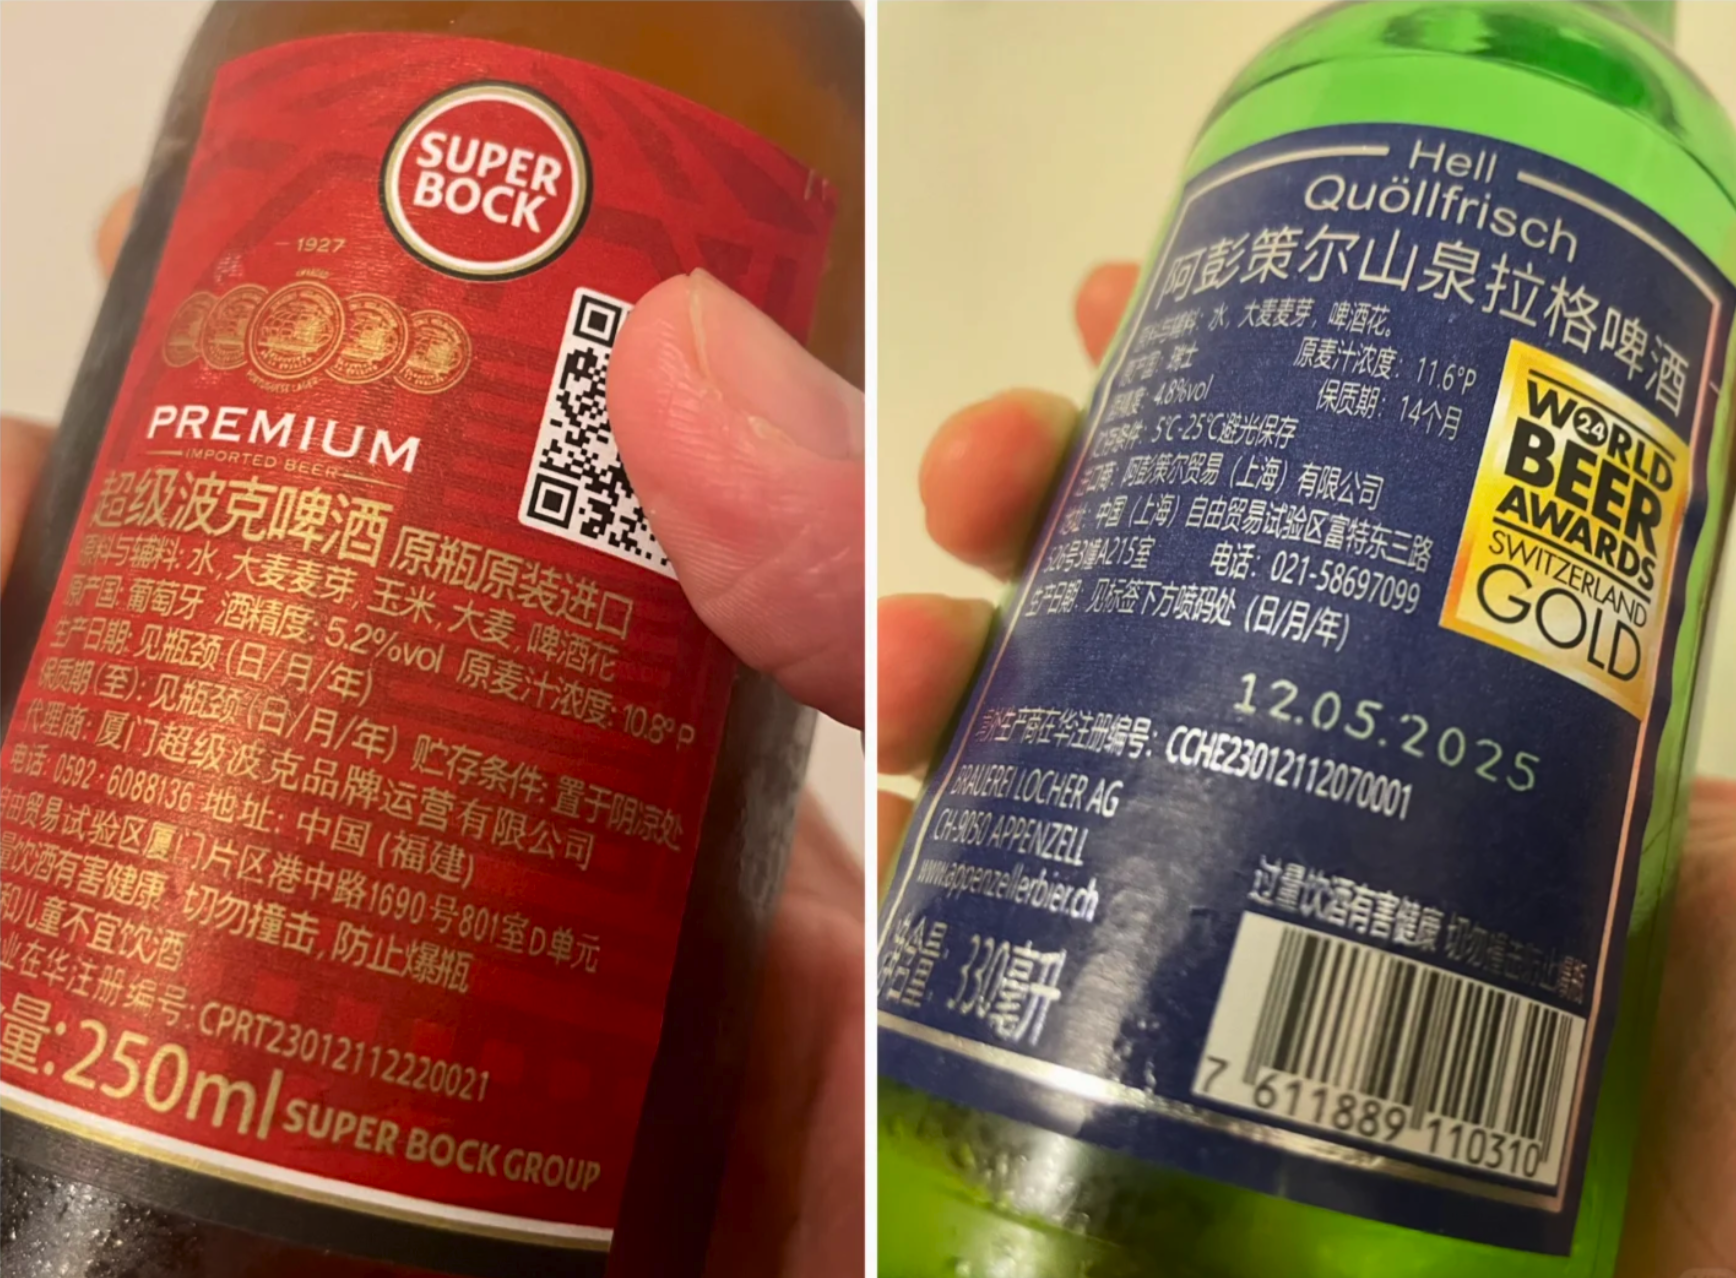 SUPER
BOCK
1927
PREMIUM
IMPORTED BEER
超级波克啤酒 原瓶原装进口
原料与辅料: 水, 大麦麦芽, 玉米, 大麦, 啤酒花
原产国: 葡萄牙 酒精度: 5.2%vol 原麦汁浓度: 10.8° P
生产日期: 见瓶颈 (日/月/年)
保质期(至): 见瓶颈 (日/月/年) 贮存条件: 置于阴凉处
代理商: 厦门超级波克品牌运营有限公司
电话: 0592·6088136 地址: 中国 (福建)
由贸易试验区厦门片区港中路1690号801室D单元
量饮酒有害健康 切勿撞击, 防止爆瓶
和儿童不宜饮酒
业在华注册编号: CPRT23012112220021
量: 250ml SUPER BOCK GROUP
Hell
Quöllfrisch
阿彭策尔山泉拉格啤酒
水, 大麦麦芽, 啤酒花。
瑞士 原麦汁浓度: 11.6°P
4.8%vol 保质期: 14个月
5℃-25℃避光保存
阿彭策尔贸易 (上海) 有限公司
中国 (上海) 自由贸易试验区富特东三路
526号3幢A215室 电话: 021-58697099
生产日期: 见标签下方喷码处 (日/月/年)
WORLD
24
BEER
AWARDS
SWITZERLAND
GOLD
12.05.2025
生产商在华注册编号: CCHE23012112070001
BRAUEREI LOCHER AG
CH-9050 APPENZELL
www.appenzellerbier.ch
过量饮酒有害健康 切勿撞击防止爆瓶
330毫升
7 611889 110310